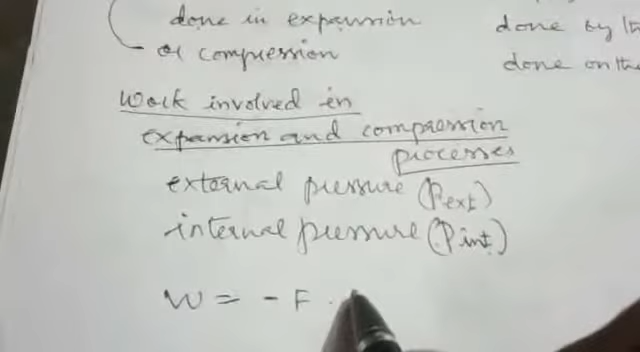 done in expansion
or compression
done by th
done on the
Work involved in
expansion and compression
processes
external pressure (Pext)
internal pressure (Pint)
W = - F .